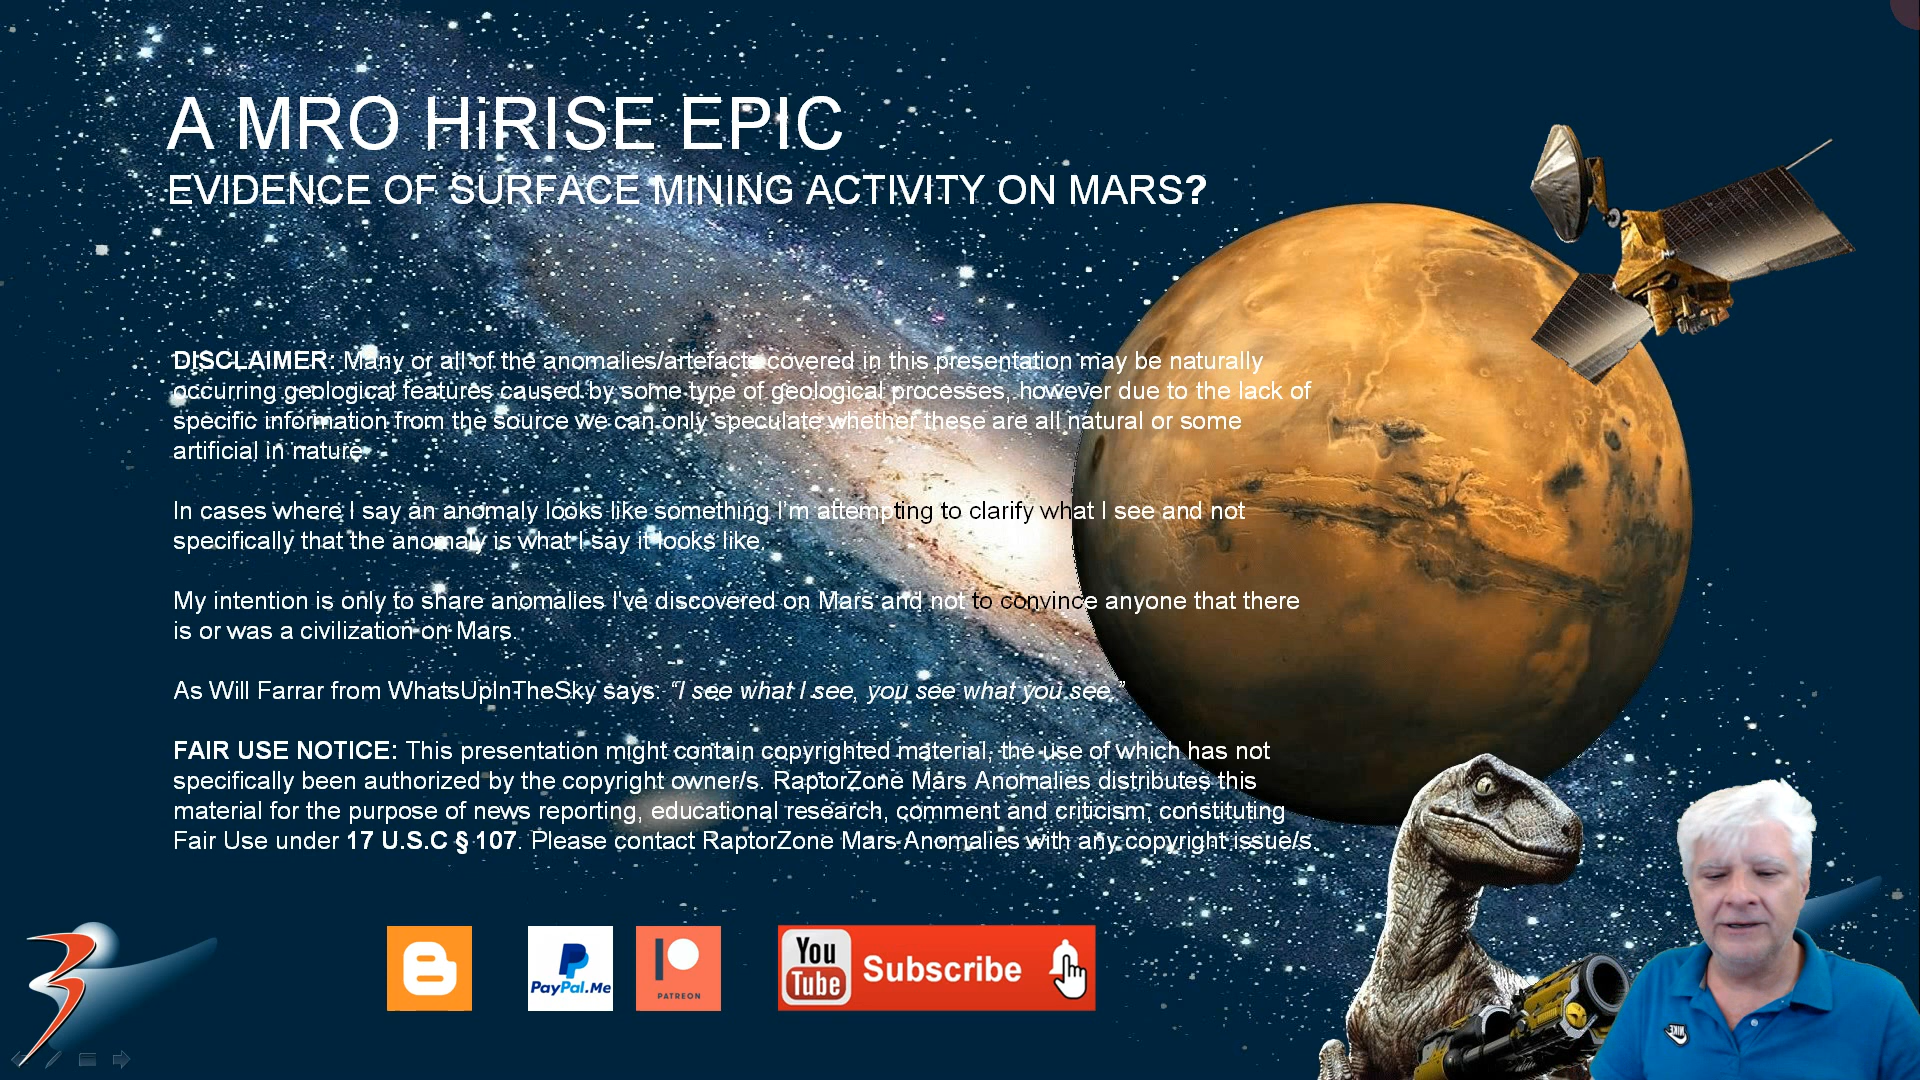 A MRO HiRISE EPIC
EVIDENCE OF SURFACE MINING ACTIVITY ON MARS?
DISCLAIMER: Many or all of the anomalies/artefacts covered in this presentation may be naturally
occurring geological features caused by some type of geological processes, however due to the lack of
specific information from the source we can only speculate whether these are all natural or some
artificial in nature.
In cases where I say an anomaly looks like something I'm attempting to clarify what I see and not
specifically that the anomaly is what I say it looks like.
My intention is only to share anomalies I've discovered on Mars and not to convince anyone that there
is or was a civilization on Mars.
As Will Farrar from WhatsUpInTheSky says: “I see what I see, you see what you see.”
FAIR USE NOTICE: This presentation might contain copyrighted material, the use of which has not
specifically been authorized by the copyright owner/s. RaptorZone Mars Anomalies distributes this
material for the purpose of news reporting, educational research, comment and criticism, constituting
Fair Use under 17 U.S.C § 107. Please contact RaptorZone Mars Anomalies with any copyright issue/s.
PayPal.Me
PATREON
You
Tube
Subscribe
NIKE